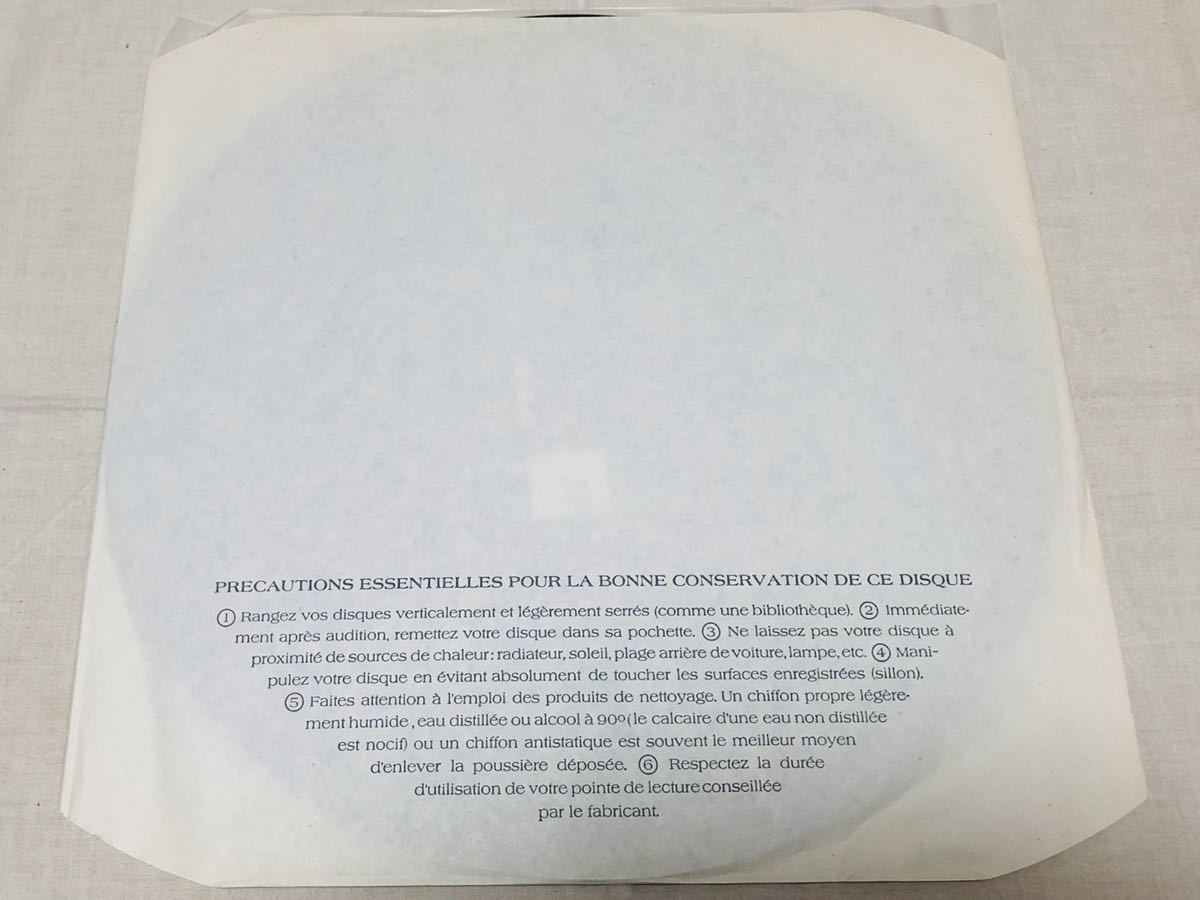 PRECAUTIONS ESSENTIELLES POUR LA BONNE CONSERVATION DE CE DISQUE
① Rangez vos disques verticalement et légèrement serrés (comme une bibliothèque). ② Immédiate-
ment après audition, remettez votre disque dans sa pochette. ③ Ne laissez pas votre disque à
proximité de sources de chaleur: radiateur, soleil, plage arrière de voiture, lampe, etc. ④ Mani-
pulez votre disque en évitant absolument de toucher les surfaces enregistrées (sillon).
⑤ Faites attention à l'emploi des produits de nettoyage. Un chiffon propre légère-
ment humide, eau distillée ou alcool à 90º (le calcaire d'une eau non distillée
est nocif) ou un chiffon antistatique est souvent le meilleur moyen
d'enlever la poussière déposée. ⑥ Respectez la durée
d'utilisation de votre pointe de lecture conseillée
par le fabricant.